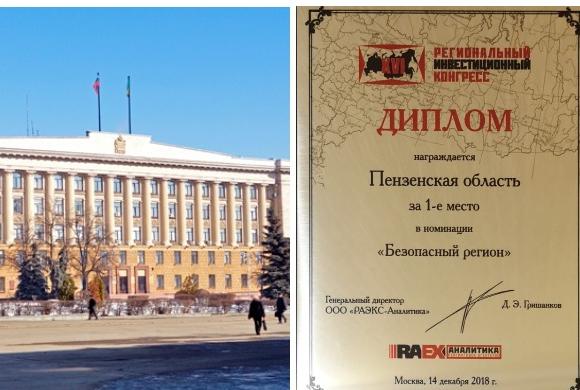 XVI
РЕГИОНАЛЬНЫЙ
ИНВЕСТИЦИОННЫЙ
КОНГРЕСС
ДИПЛОМ
награждается
Пензенская область
за 1-е место
в номинации
«Безопасный регион»
Генеральный директор
ООО «РАЭКС-Аналитика»
Д. Э. Гришанков
RAEX АНАЛИТИКА
Москва, 14 декабря 2018 г.